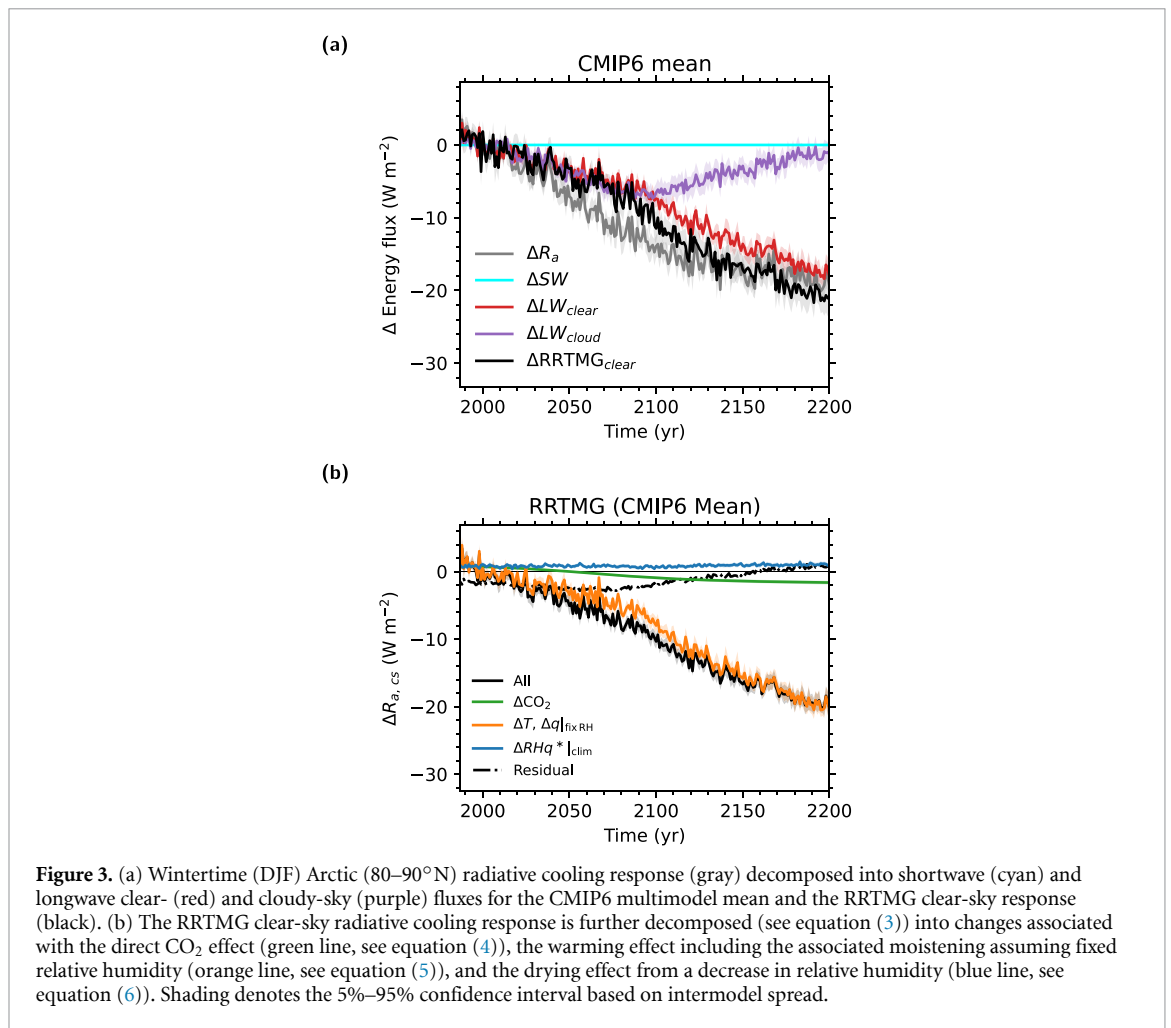 (a)
CMIP6 mean
0
−10
−20
−30
Δ Energy flux (W m⁻²)
ΔRₐ
ΔSW
ΔLW_clear
ΔLW_cloud
ΔRRTMG_clear
2000 2050 2100 2150 2200
Time (yr)
(b)
RRTMG (CMIP6 Mean)
0
−10
−20
−30
ΔR_a, cs (W m⁻²)
All
ΔCO₂
ΔT, Δq|fix RH
ΔRHq * |clim
Residual
2000 2050 2100 2150 2200
Time (yr)
Figure 3. (a) Wintertime (DJF) Arctic (80–90°N) radiative cooling response (gray) decomposed into shortwave (cyan) and
longwave clear- (red) and cloudy-sky (purple) fluxes for the CMIP6 multimodel mean and the RRTMG clear-sky response
(black). (b) The RRTMG clear-sky radiative cooling response is further decomposed (see equation (3)) into changes associated
with the direct CO₂ effect (green line, see equation (4)), the warming effect including the associated moistening assuming fixed
relative humidity (orange line, see equation (5)), and the drying effect from a decrease in relative humidity (blue line, see
equation (6)). Shading denotes the 5%–95% confidence interval based on intermodel spread.